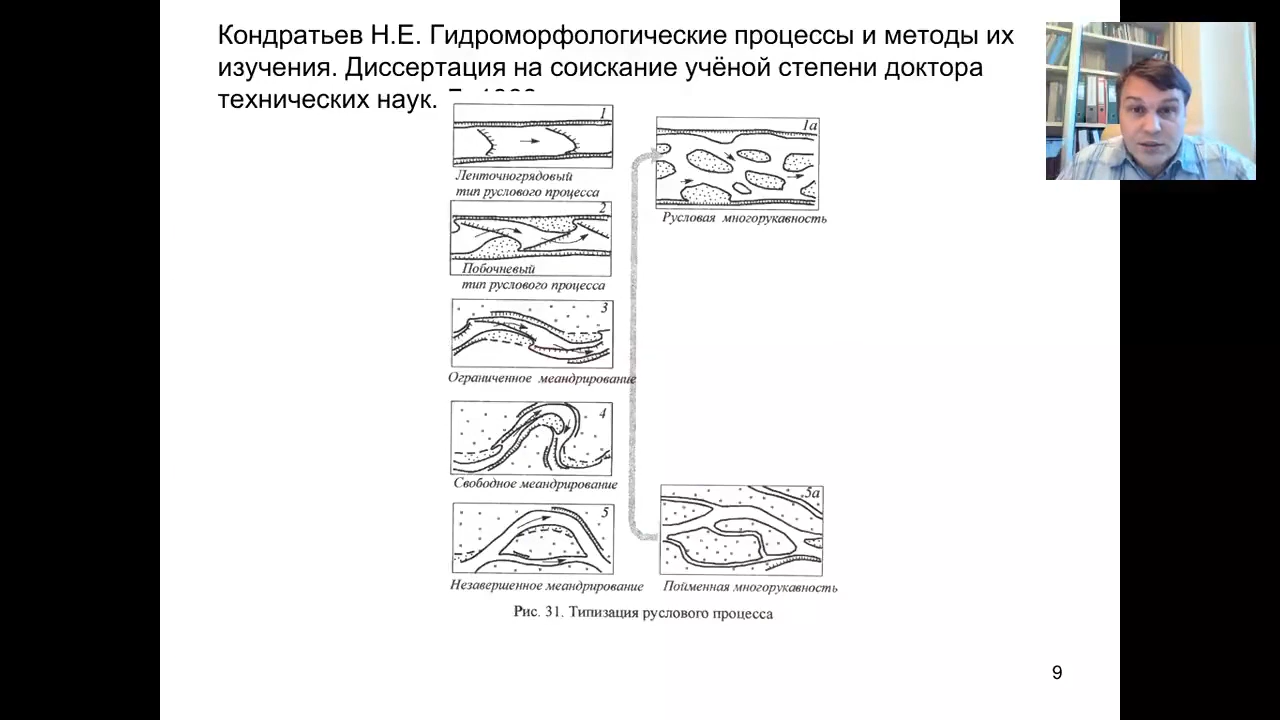 Кондратьев Н.Е. Гидроморфологические процессы и методы их
изучения. Диссертация на соискание учёной степени доктора
технических наук.
1
Ленточногрядовый
тип руслового процесса
1а
Русловая многорукавность
2
Побочневый
тип руслового процесса
3
Ограниченное меандрирование
4
Свободное меандрирование
5
Незавершенное меандрирование
5а
Пойменная многорукавность
Рис. 31. Типизация руслового процесса
9